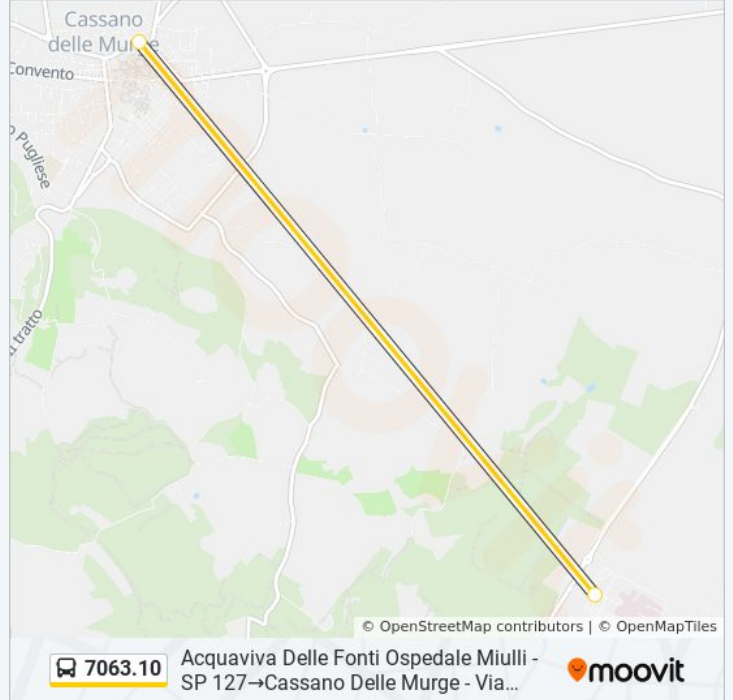 Cassano
delle Murge
Convento
o Pugliese
tratto
© OpenStreetMap contributors | © OpenMapTiles
7063.10
Acquaviva Delle Fonti Ospedale Miulli -
SP 127→Cassano Delle Murge - Via...
moovit